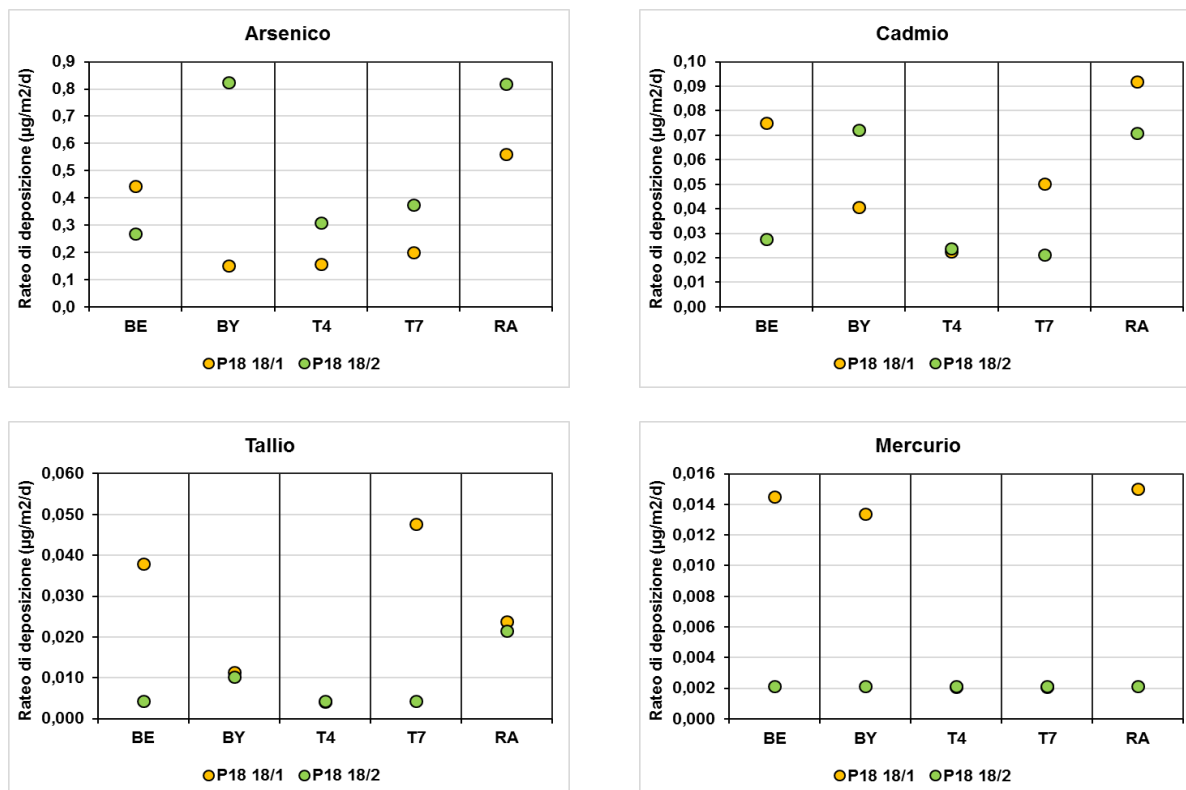 Arsenico
Rateo di deposizione (µg/m2/d)
0,9
0,8
0,7
0,6
0,5
0,4
0,3
0,2
0,1
0,0
BE BY T4 T7 RA
P18 18/1 P18 18/2
Cadmio
Rateo di deposizione (µg/m2/d)
0,10
0,09
0,08
0,07
0,06
0,05
0,04
0,03
0,02
0,01
0,00
BE BY T4 T7 RA
P18 18/1 P18 18/2
Tallio
Rateo di deposizione (µg/m2/d)
0,060
0,050
0,040
0,030
0,020
0,010
0,000
BE BY T4 T7 RA
P18 18/1 P18 18/2
Mercurio
Rateo di deposizione (µg/m2/d)
0,016
0,014
0,012
0,010
0,008
0,006
0,004
0,002
0,000
BE BY T4 T7 RA
P18 18/1 P18 18/2